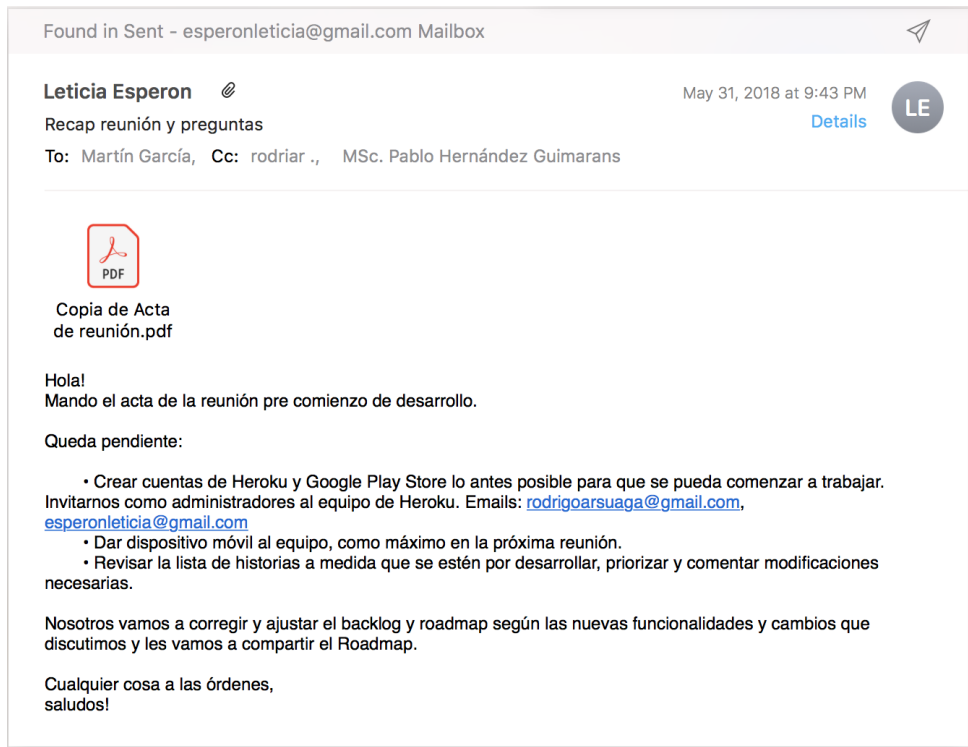 Found in Sent - esperonleticia@gmail.com Mailbox
Leticia Esperon
May 31, 2018 at 9:43 PM
LE
Recap reunión y preguntas
Details
To: Martín García, Cc: rodriar ., MSc. Pablo Hernández Guimarans
PDF
Copia de Acta
de reunión.pdf
Hola!
Mando el acta de la reunión pre comienzo de desarrollo.
Queda pendiente:
• Crear cuentas de Heroku y Google Play Store lo antes posible para que se pueda comenzar a trabajar.
Invitarnos como administradores al equipo de Heroku. Emails: rodrigoarsuaga@gmail.com,
esperonleticia@gmail.com
• Dar dispositivo móvil al equipo, como máximo en la próxima reunión.
• Revisar la lista de historias a medida que se estén por desarrollar, priorizar y comentar modificaciones
necesarias.
Nosotros vamos a corregir y ajustar el backlog y roadmap según las nuevas funcionalidades y cambios que
discutimos y les vamos a compartir el Roadmap.
Cualquier cosa a las órdenes,
saludos!